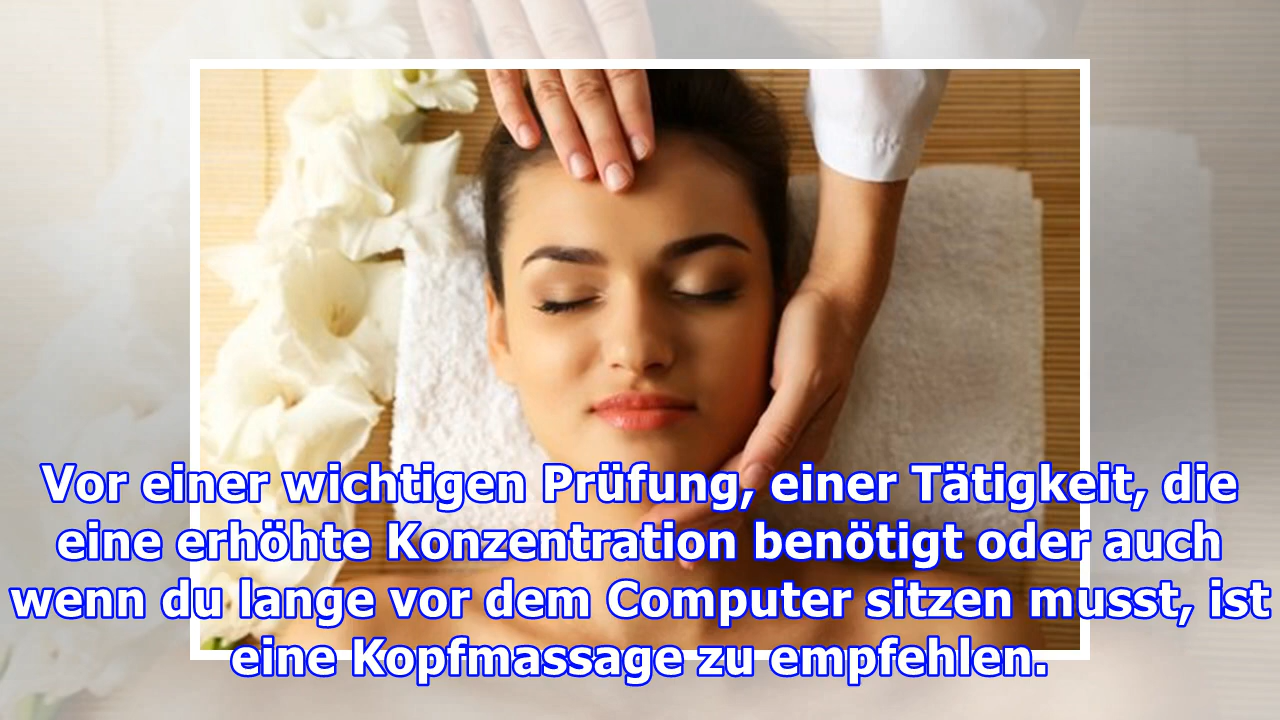 Vor einer wichtigen Prüfung, einer Tätigkeit, die
eine erhöhte Konzentration benötigt oder auch
wenn du lange vor dem Computer sitzen musst, ist
eine Kopfmassage zu empfehlen.